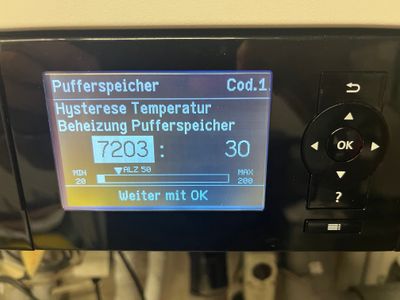 Pufferspeicher Cod.1
Hysterese Temperatur
Beheizung Pufferspeicher
7203 : 30
ALZ 50
MIN 20 MAX 200
Weiter mit OK
OK
?